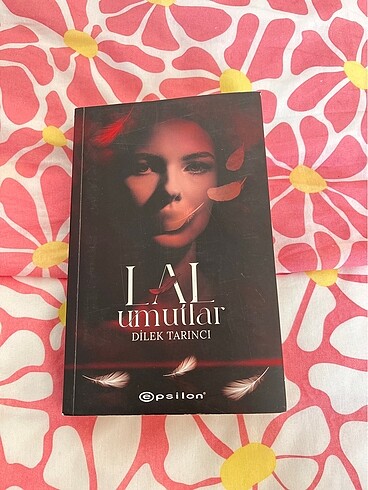 LAL
umutlar
DİLEK TARINCI
epsilon®